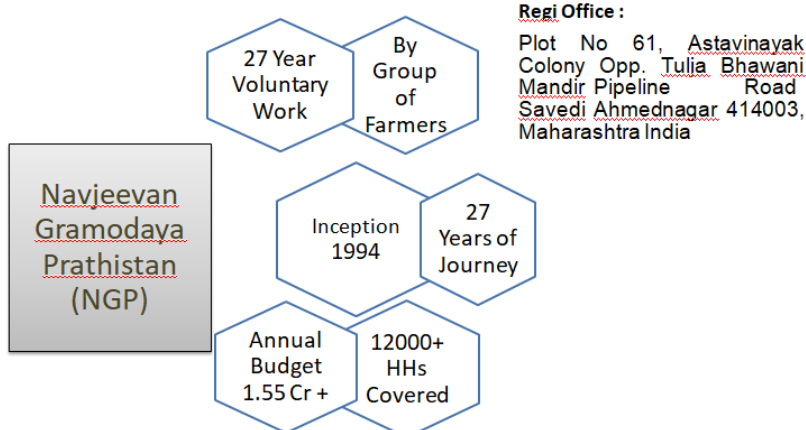 Navjeevan
Gramodaya
Prathistan
(NGP)
27 Year
Voluntary
Work
By
Group
of
Farmers
Inception
1994
27
Years of
Journey
Annual
Budget
1.55 Cr +
12000+
HHs
Covered
Regi Office :
Plot No 61, Astavinayak
Colony Opp. Tulja Bhawani
Mandir Pipeline Road
Savedi Ahmednagar 414003,
Maharashtra India